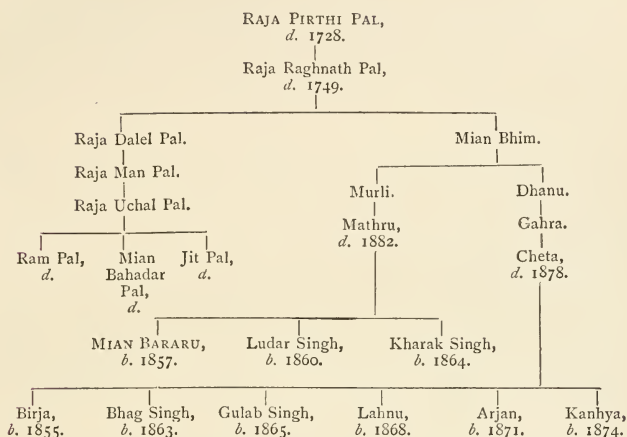 RAJA PIRTHI PAL,
d. 1728.
Raja Raghnath Pal,
d. 1749.
Raja Dalel Pal.
Mian Bhim.
Raja Man Pal.
Murli.
Dhanu.
Raja Uchal Pal.
Mathru,
d. 1882.
Gahra.
Ram Pal,
d.
Mian
Bahadar
Pal,
d.
Jit Pal,
d.
Cheta,
d. 1878.
MIAN BARARU,
b. 1857.
Ludar Singh,
b. 1860.
Kharak Singh,
b. 1864.
Birja,
b. 1855.
Bhag Singh,
b. 1863.
Gulab Singh,
b. 1865.
Lahnu,
b. 1868.
Arjan,
b. 1871.
Kanhya,
b. 1874.